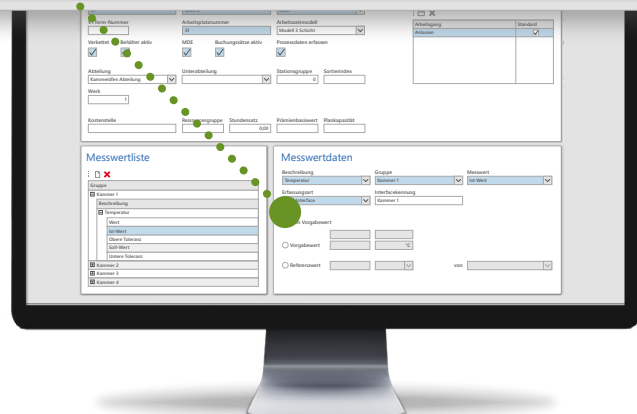 Arbeitsplatznummer Arbeitszeitmodell
Arbeitsgang Standard
Anlassen
Modell 3 Schicht
Verkettet Behälter aktiv MDE Buchungssätze aktiv Prozessdaten erfassen
Abteilung Unterabteilung Stationsgruppe Sortierindex
Kammeröfen Abteilung 0
Werk
1
Kostenstelle Stundensatz Prämienbasiswert Plankapazität
0,00
Messwertliste
Gruppe
Kammer 1
Beschreibung
Temperatur
Wert
Ist-Wert
Obere Toleranz
Soll-Wert
Untere Toleranz
Kammer 2
Kammer 3
Kammer 4
Messwertdaten
Beschreibung Gruppe Messwert
Temperatur Kammer 1 Ist-Wert
Erfassungsart Interfacekennung
Interface Kammer 1
Vorgabewert
Vorgabewert °C
Referenzwert von